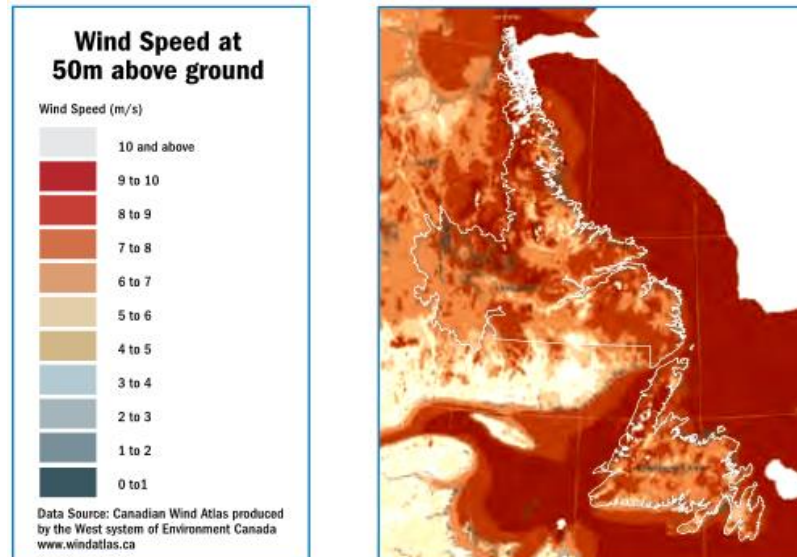 Wind Speed at
50m above ground
Wind Speed (m/s)
10 and above
9 to 10
8 to 9
7 to 8
6 to 7
5 to 6
4 to 5
3 to 4
2 to 3
1 to 2
0 to1
Data Source: Canadian Wind Atlas produced
by the West system of Environment Canada
www.windatlas.ca